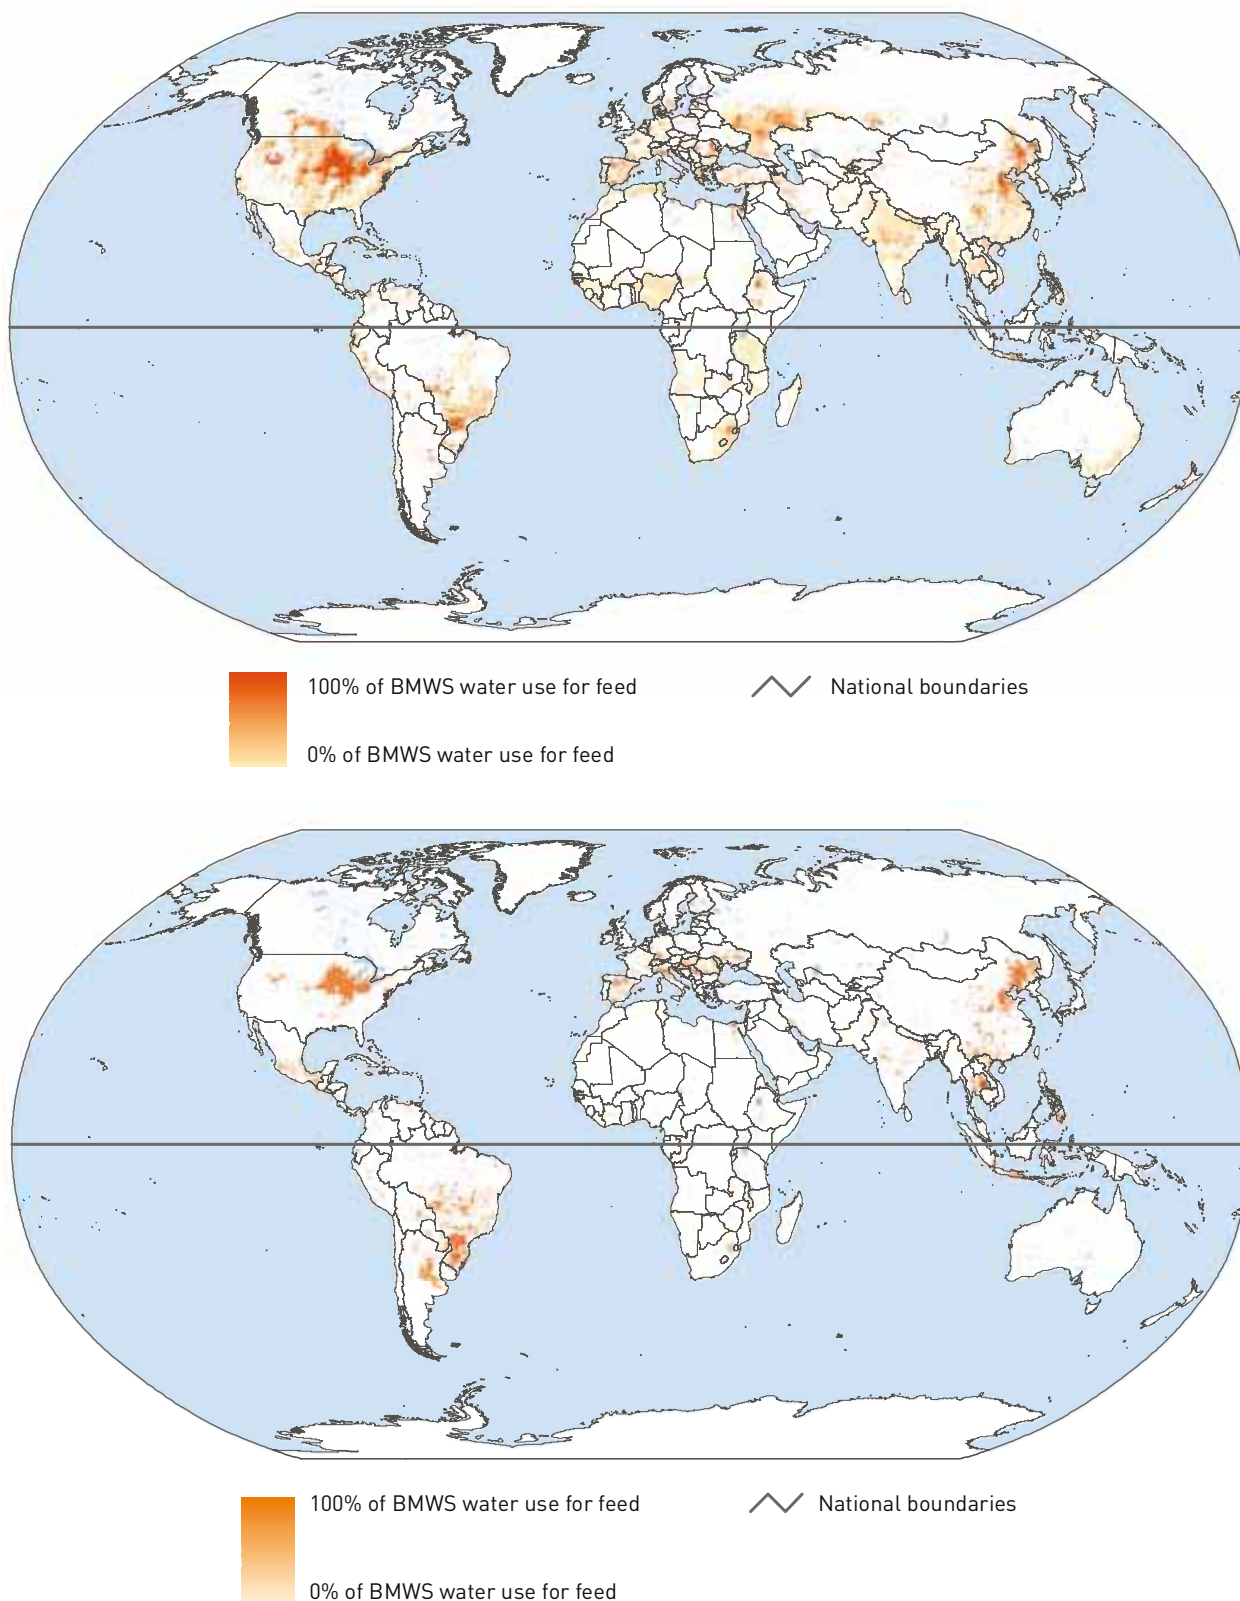 100% of BMWS water use for feed
National boundaries
0% of BMWS water use for feed
100% of BMWS water use for feed
National boundaries
0% of BMWS water use for feed